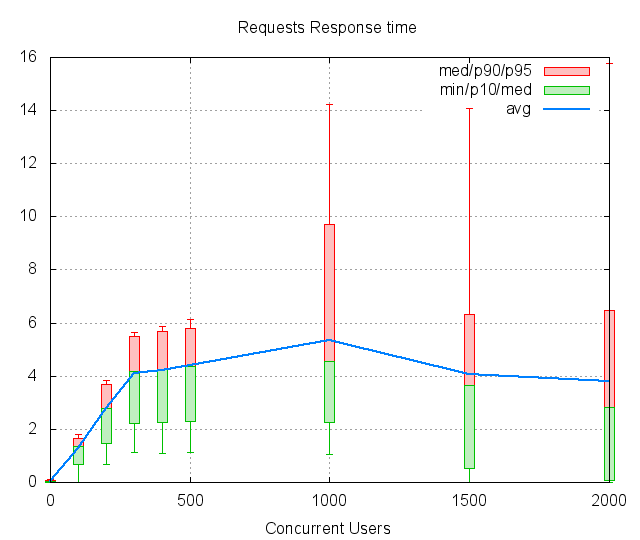 Requests Response time
16
14
12
10
8
6
4
2
0
med/p90/p95
min/p10/med
avg
0 500 1000 1500 2000
Concurrent Users